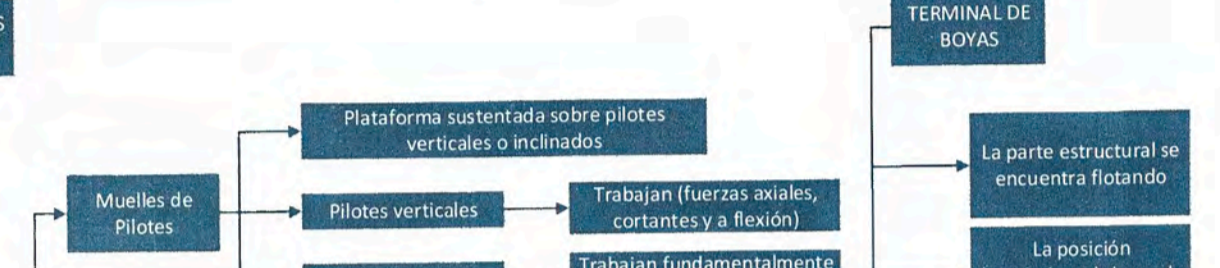 S
TERMINAL DE
BOYAS
Plataforma sustentada sobre pilotes
verticales o inclinados
Muelles de
Pilotes
Pilotes verticales
Trabajan (fuerzas axiales,
cortantes y a flexión)
Trabajan fundamentalmente
La parte estructural se
encuentra flotando
La posición